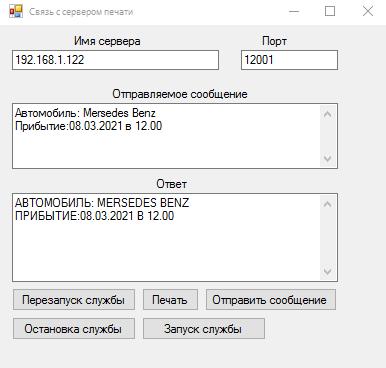 Связь с сервером печати
Имя сервера Порт
192.168.1.122 12001
Отправляемое сообщение
Автомобиль: Mersedes Benz
Прибытие:08.03.2021 в 12.00
Ответ
АВТОМОБИЛЬ: MERSEDES BENZ
ПРИБЫТИЕ:08.03.2021 В 12.00
Перезапуск службы Печать Отправить сообщение
Остановка службы Запуск службы